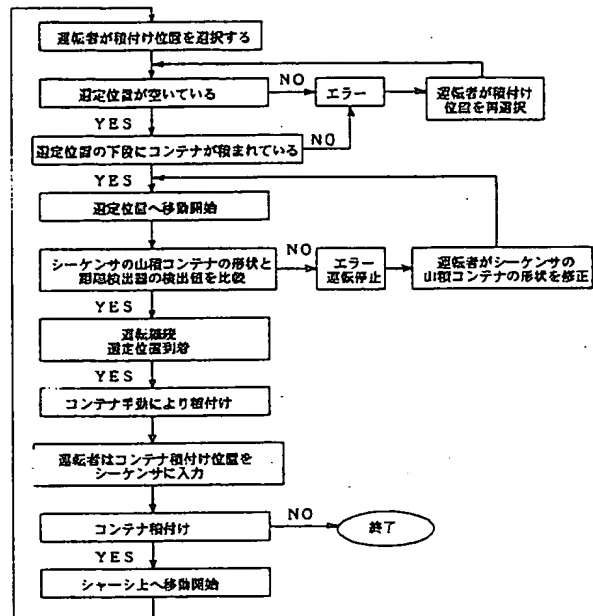 運転者が積付け位置を選択する
選定位置が空いている
NO
エラー
運転者が積付け
位置を再選択
YES
選定位置の下段にコンテナが積まれている
NO
YES
選定位置へ移動開始
シーケンサの山積コンテナの形状と
距離検出器の検出値を比較
NO
エラー
運転停止
運転者がシーケンサの
山積コンテナの形状を修正
YES
運転継続
選定位置到着
YES
コンテナ手動により積付け
運転者はコンテナ積付け位置を
シーケンサに入力
コンテナ積付け
NO
終了
YES
シャーシ上へ移動開始